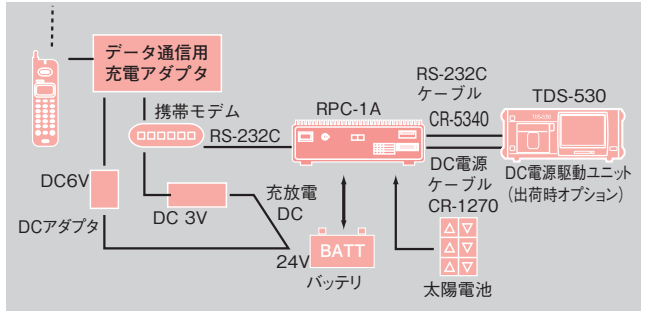 データ通信用
充電アダプタ
携帯モデム
RS-232C
RPC-1A
RS-232C
ケーブル
CR-5340
TDS-530
TDS-530
DC電源
ケーブル
CR-1270
DC電源駆動ユニット
(出荷時オプション)
DC6V
DCアダプタ
DC 3V
充放電
DC
24V
BATT
バッテリ
太陽電池